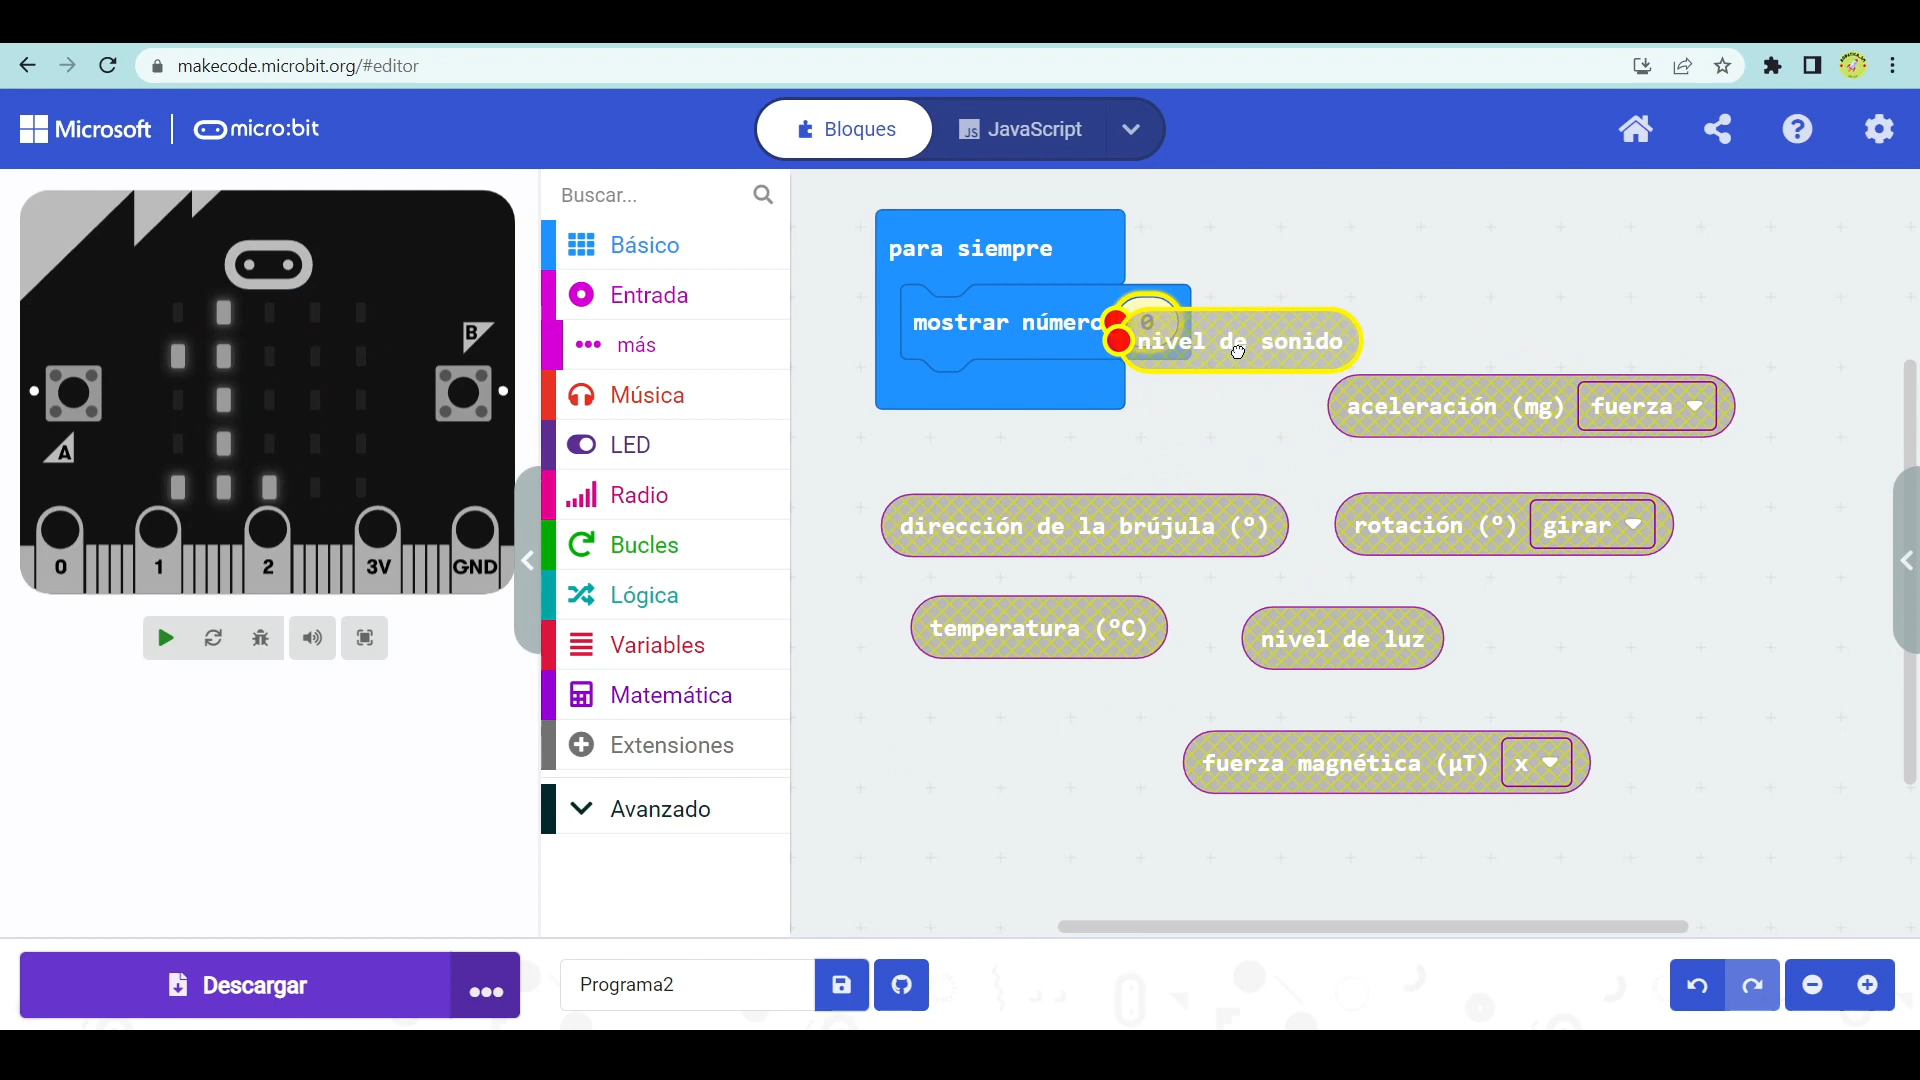 makecode.microbit.org/#editor
Microsoft
micro:bit
Bloques
JS
JavaScript
Buscar...
Básico
Entrada
más
Música
LED
Radio
Bucles
Lógica
Variables
Matemática
Extensiones
Avanzado
B
A
0
1
2
3V
GND
para siempre
mostrar número
0
nivel de sonido
aceleración (mg) fuerza
dirección de la brújula (º)
rotación (º) girar
temperatura (ºC)
nivel de luz
fuerza magnética (µT) x
Descargar
Programa2